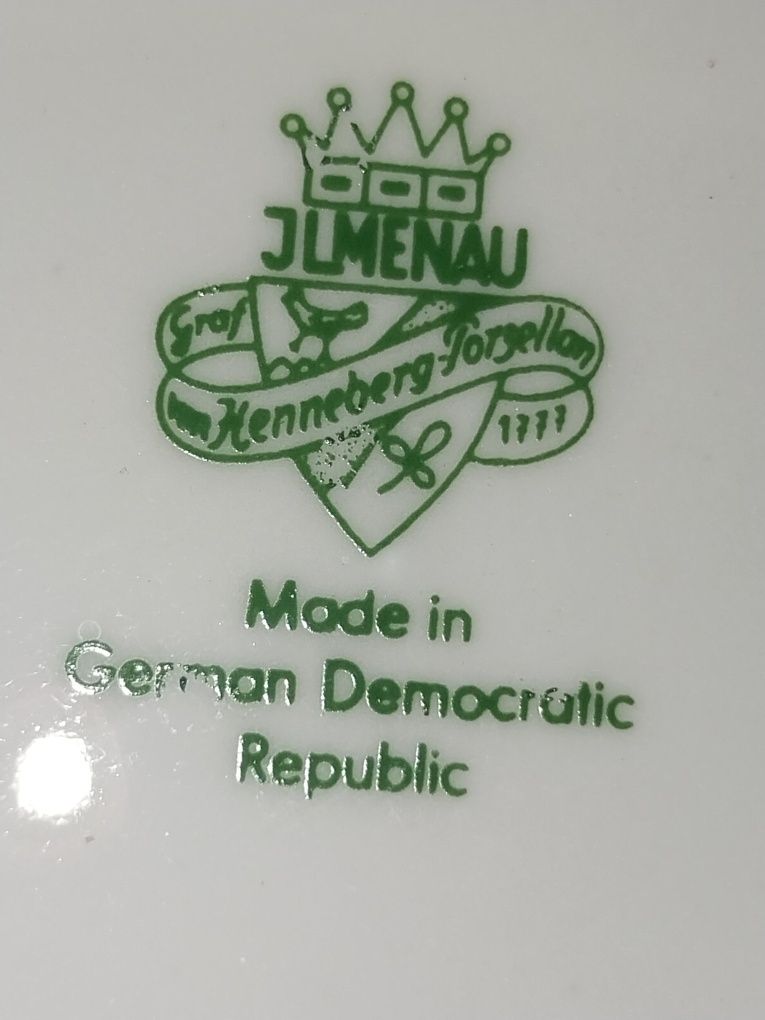 JLMENAU
Graf
von Henneberg-Porzellan
1777
Made in
German Democratic
Republic